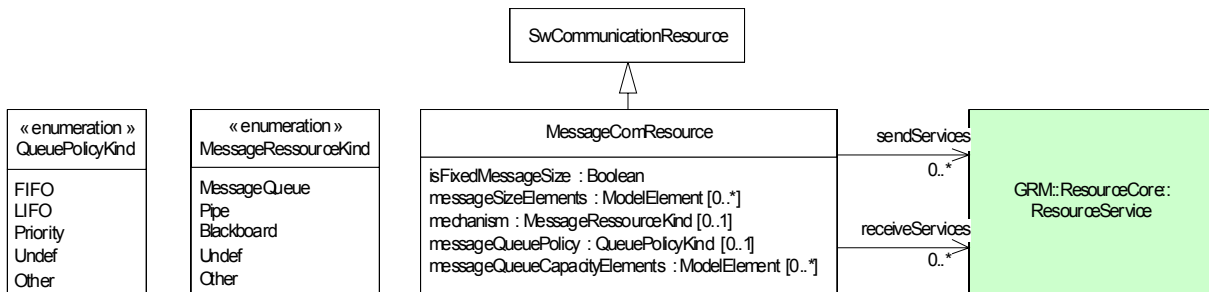 SwCommunicationResource
« enumeration »
QueuePolicyKind
FIFO
LIFO
Priority
Undef
Other
« enumeration »
MessageRessourceKind
MessageQueue
Pipe
Blackboard
Undef
Other
MessageComResource
isFixedMessageSize : Boolean
messageSizeElements : ModelElement [0..*]
mechanism : MessageRessourceKind [0..1]
messageQueuePolicy : QueuePolicyKind [0..1]
messageQueueCapacityElements : ModelElement [0..*]
sendServices
0..*
receiveServices
0..*
GRM::ResourceCore::
ResourceService